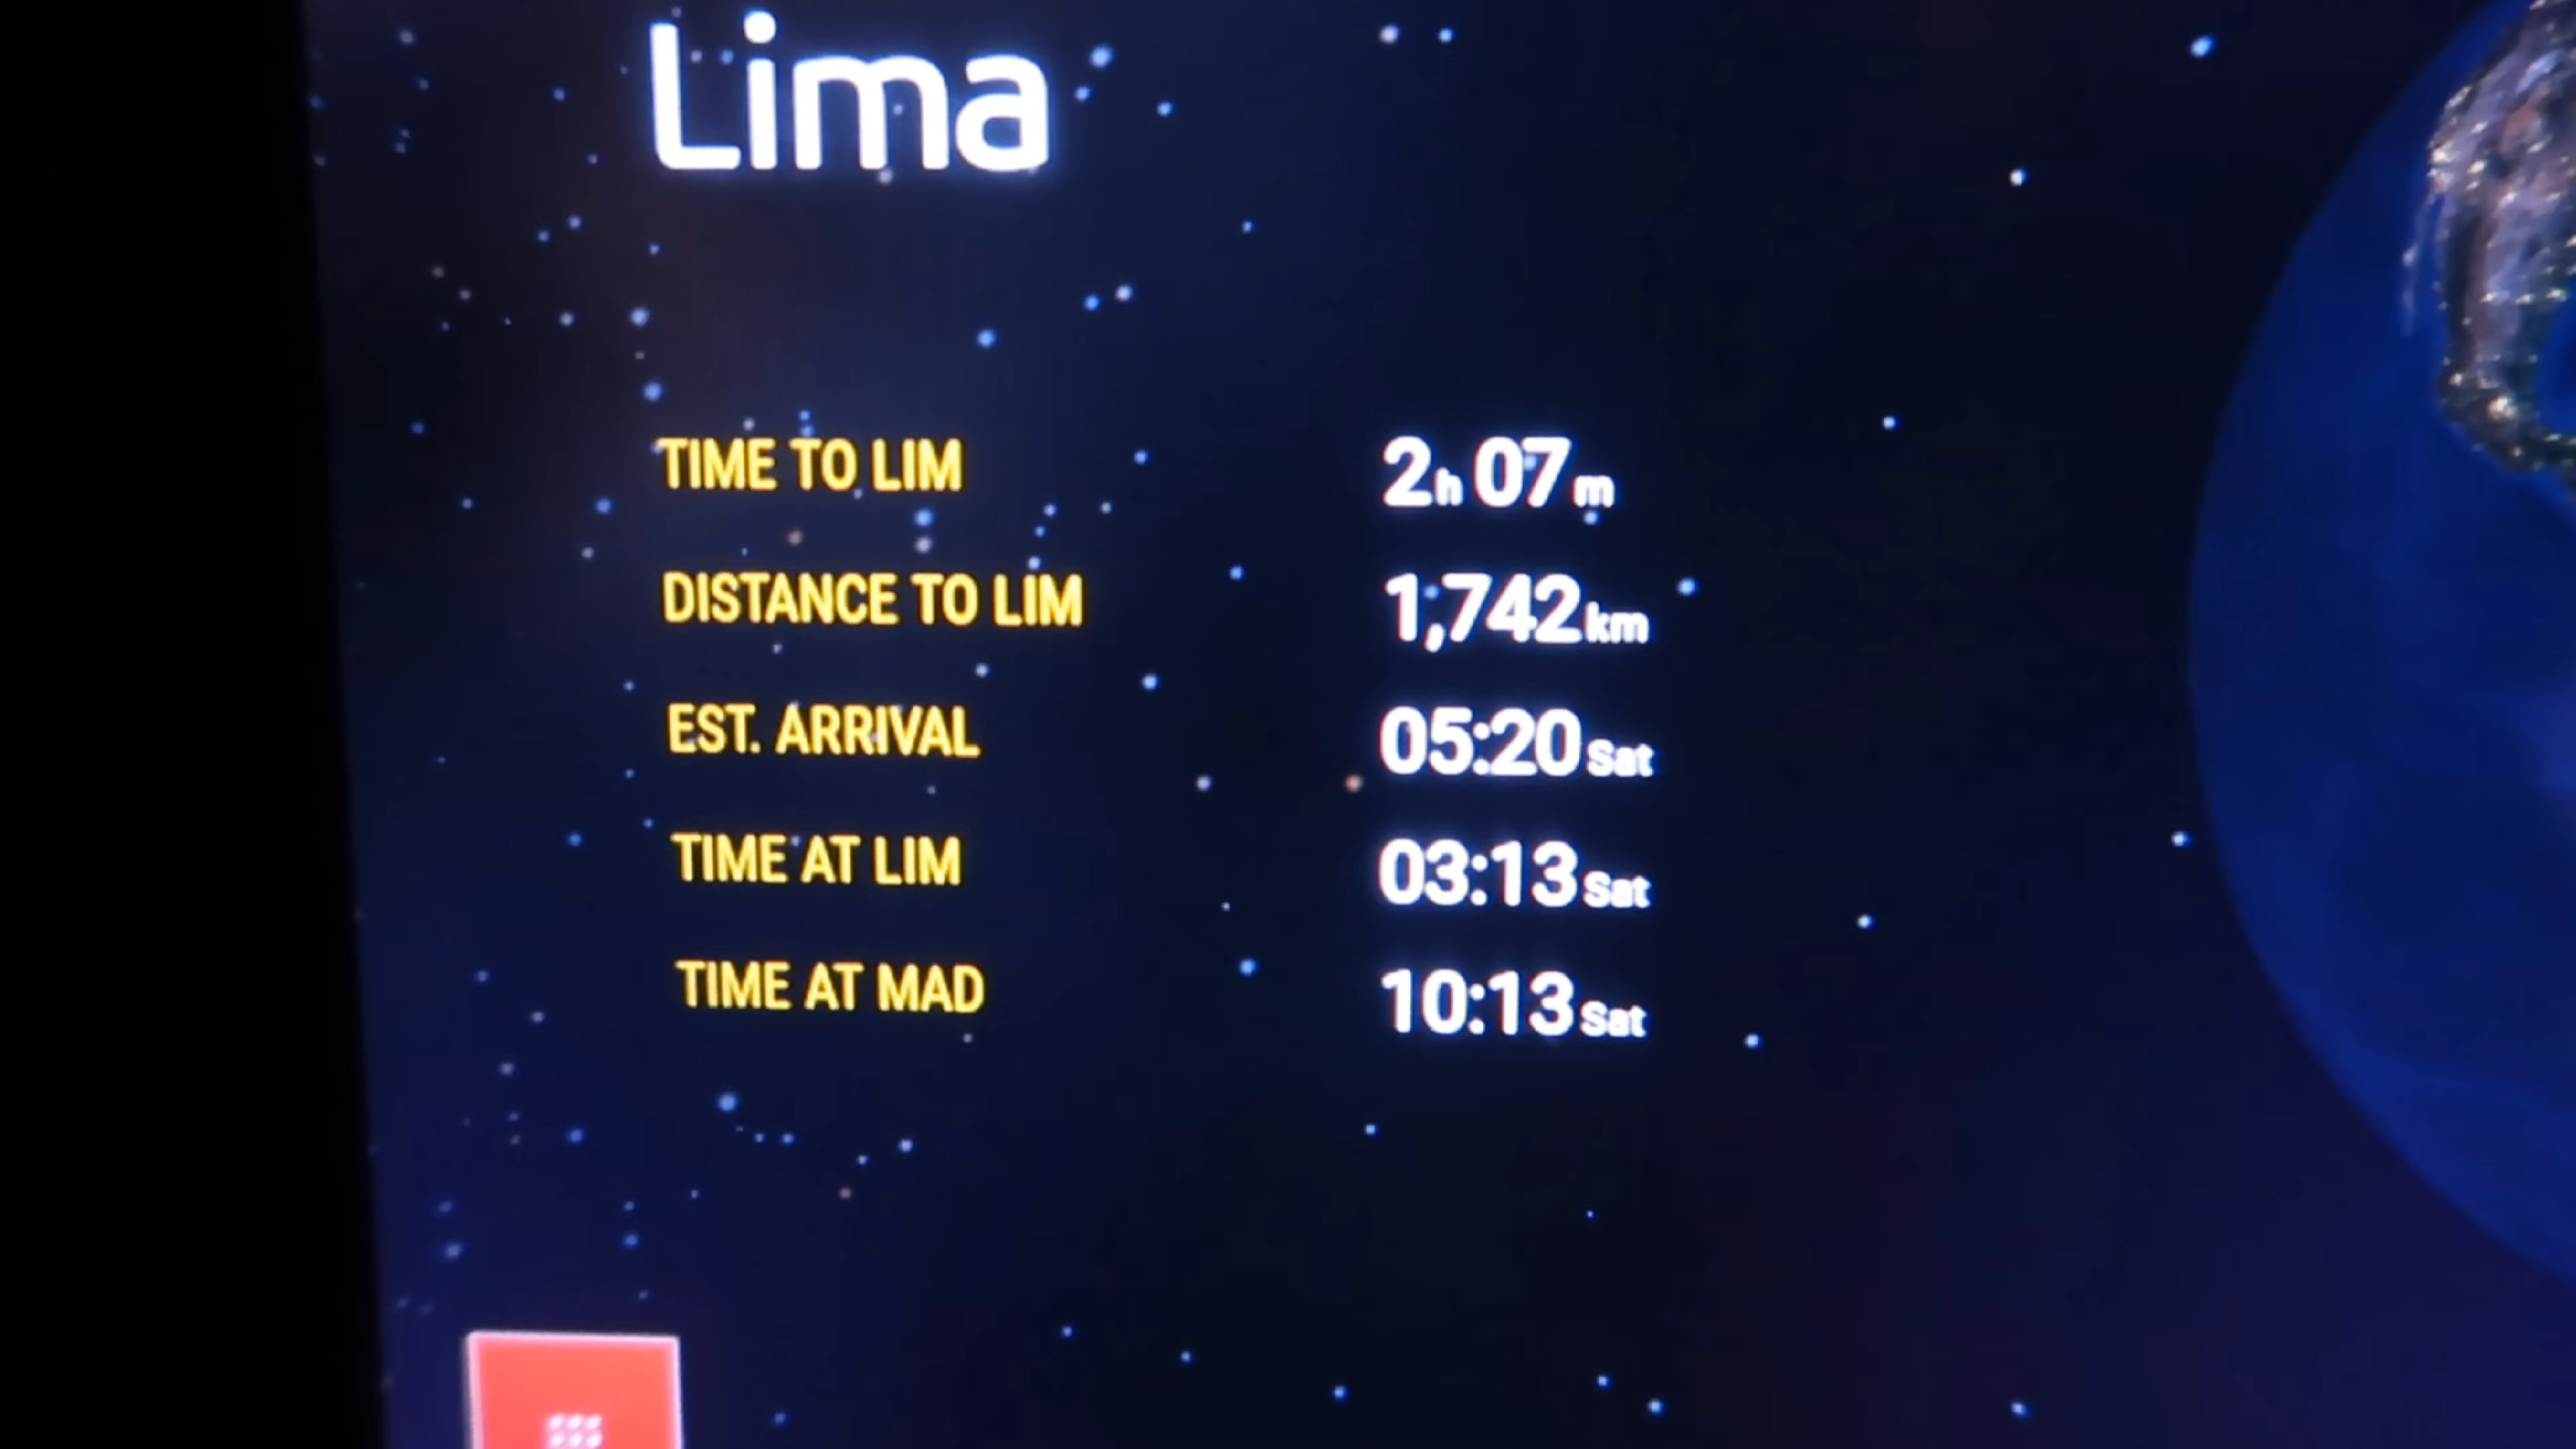 Lima
TIME TO LIM 2h 07m
DISTANCE TO LIM 1,742km
EST. ARRIVAL 05:20 Sat
TIME AT LIM 03:13 Sat
TIME AT MAD 10:13 Sat